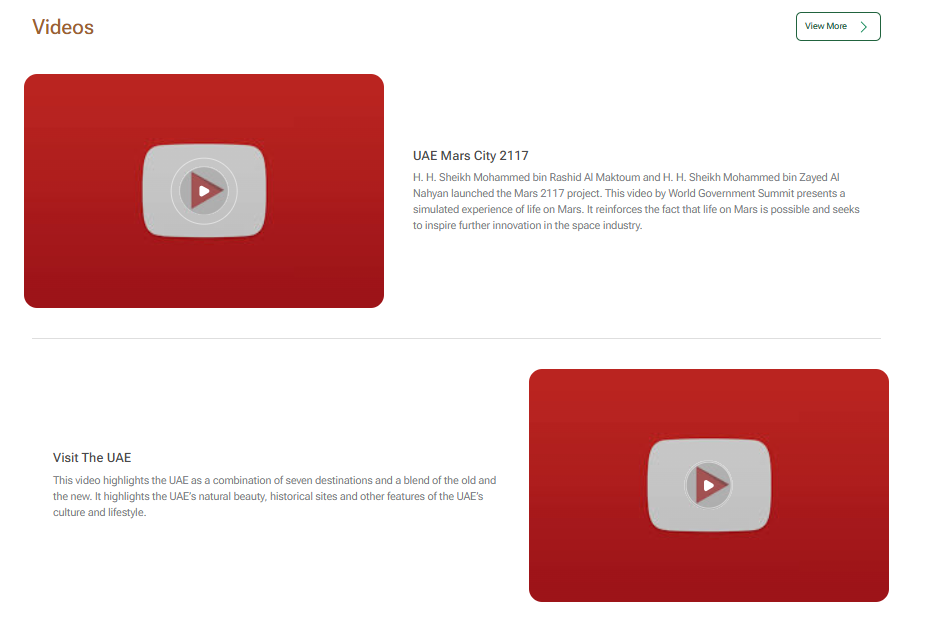 Videos
View More
UAE Mars City 2117
H. H. Sheikh Mohammed bin Rashid Al Maktoum and H. H. Sheikh Mohammed bin Zayed Al
Nahyan launched the Mars 2117 project. This video by World Government Summit presents a
simulated experience of life on Mars. It reinforces the fact that life on Mars is possible and seeks
to inspire further innovation in the space industry.
Visit The UAE
This video highlights the UAE as a combination of seven destinations and a blend of the old and
the new. It highlights the UAE's natural beauty, historical sites and other features of the UAE's
culture and lifestyle.